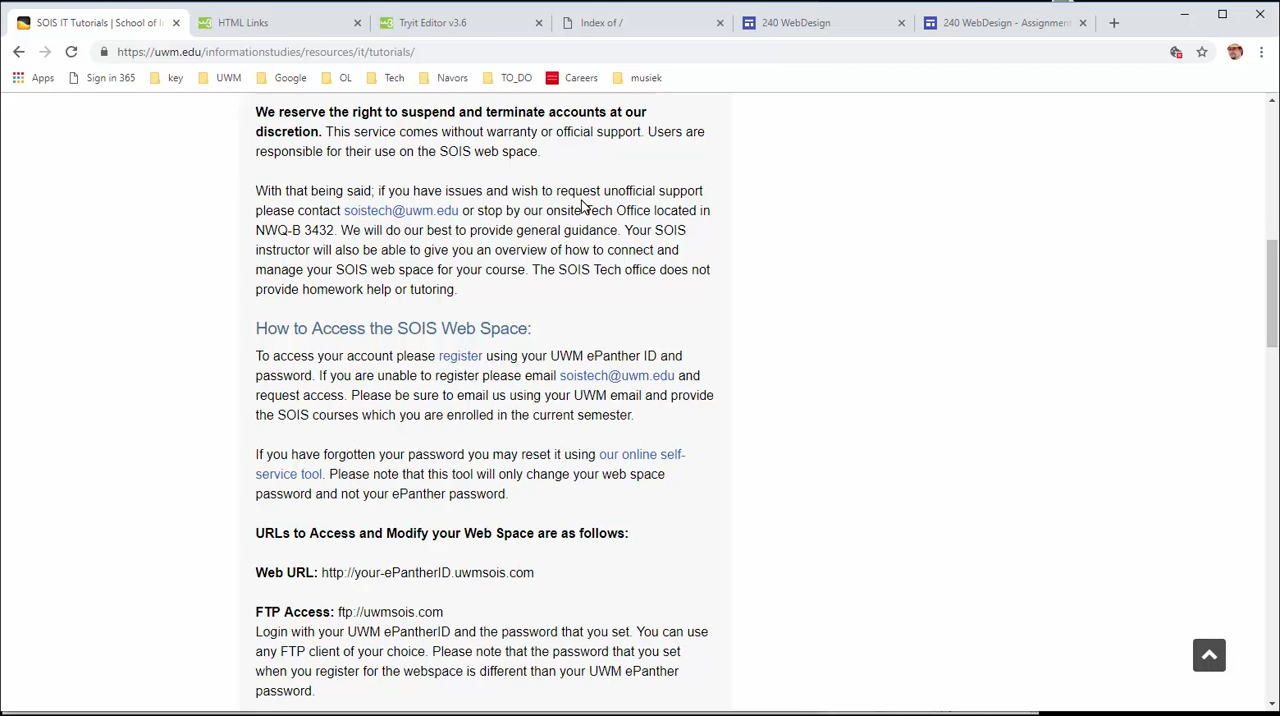 SOIS IT Tutorials | School of I
HTML Links
Tryit Editor v3.6
Index of /
240 WebDesign
240 WebDesign - Assignment
https://uwm.edu/informationstudies/resources/it/tutorials/
Apps
Sign in 365
key
UWM
Google
OL
Tech
Navors
TO_DO
Careers
musiek
We reserve the right to suspend and terminate accounts at our
discretion. This service comes without warranty or official support. Users are
responsible for their use on the SOIS web space.
With that being said; if you have issues and wish to request unofficial support
please contact soistech@uwm.edu or stop by our onsite Tech Office located in
NWQ-B 3432. We will do our best to provide general guidance. Your SOIS
instructor will also be able to give you an overview of how to connect and
manage your SOIS web space for your course. The SOIS Tech office does not
provide homework help or tutoring.
How to Access the SOIS Web Space:
To access your account please register using your UWM ePanther ID and
password. If you are unable to register please email soistech@uwm.edu and
request access. Please be sure to email us using your UWM email and provide
the SOIS courses which you are enrolled in the current semester.
If you have forgotten your password you may reset it using our online self-
service tool. Please note that this tool will only change your web space
password and not your ePanther password.
URLs to Access and Modify your Web Space are as follows:
Web URL: http://your-ePantherID.uwmsois.com
FTP Access: ftp://uwmsois.com
Login with your UWM ePantherID and the password that you set. You can use
any FTP client of your choice. Please note that the password that you set
when you register for the webspace is different than your UWM ePanther
password.